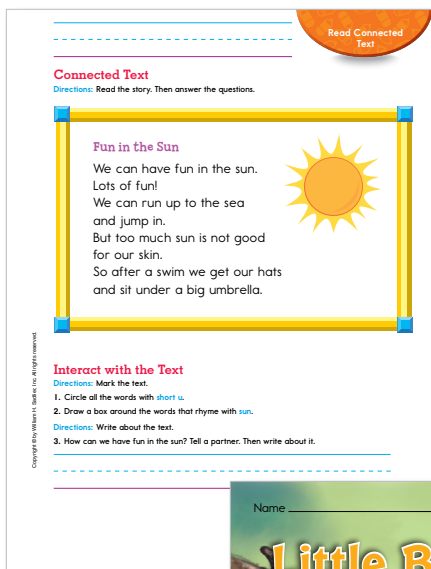 Read Connected
Text
Connected Text
Directions: Read the story. Then answer the questions.
Fun in the Sun
We can have fun in the sun.
Lots of fun!
We can run up to the sea
and jump in.
But too much sun is not good
for our skin.
So after a swim we get our hats
and sit under a big umbrella.
Interact with the Text
Directions: Mark the text.
1. Circle all the words with short u.
2. Draw a box around the words that rhyme with sun.
Directions: Write about the text.
3. How can we have fun in the sun? Tell a partner. Then write about it.
Copyright © by William H. Sadlier, Inc. All rights reserved.
Name
Little B